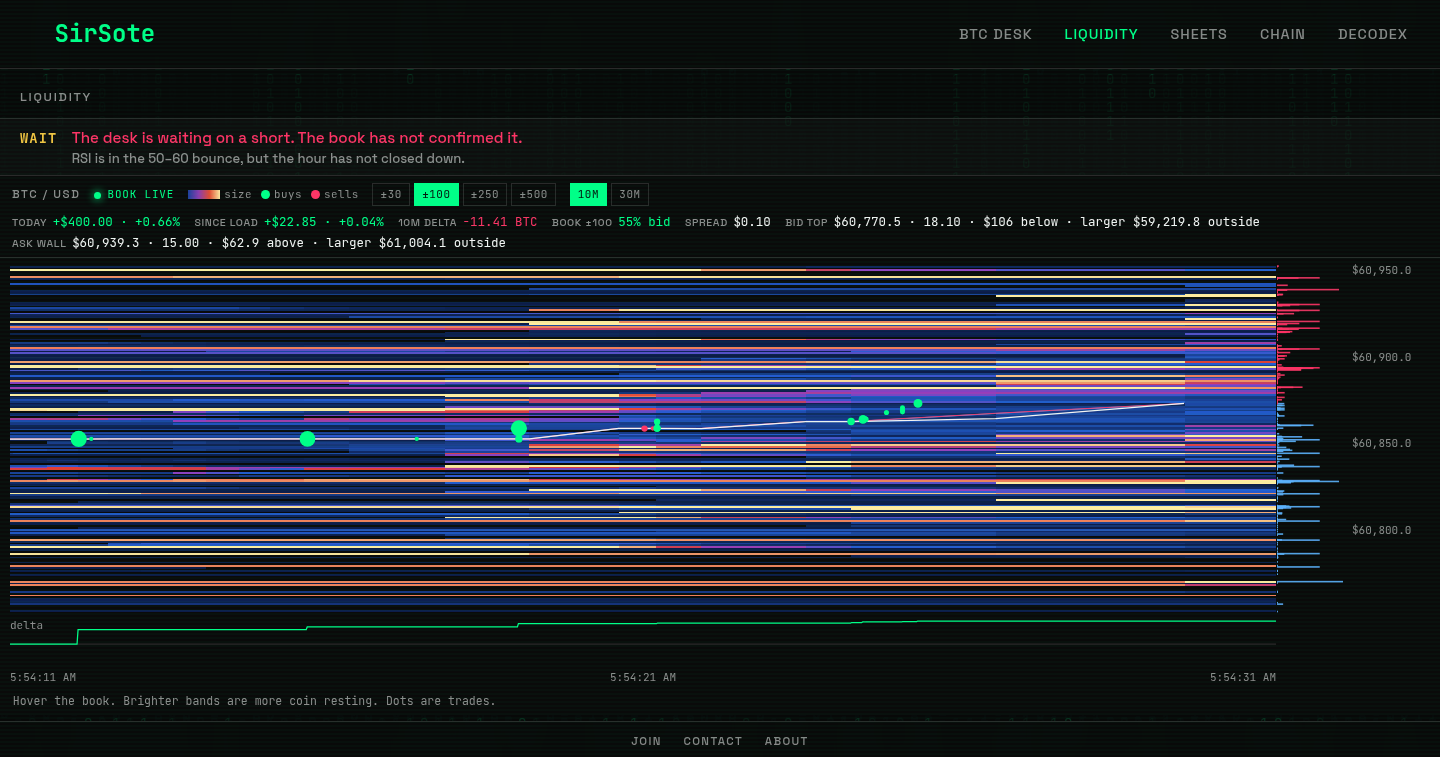 SirSote
BTC DESK LIQUIDITY SHEETS CHAIN DECODEX
LIQUIDITY
WAIT The desk is waiting on a short. The book has not confirmed it.
RSI is in the 50–60 bounce, but the hour has not closed down.
BTC / USD BOOK LIVE size buys sells ±30 ±100 ±250 ±500 10M 30M
TODAY +$400.00 · +0.66% SINCE LOAD +$22.85 · +0.04% 10M DELTA -11.41 BTC BOOK ±100 55% bid SPREAD $0.10 BID TOP $60,770.5 · 18.10 · $106 below · larger $59,219.8 outside
ASK WALL $60,939.3 · 15.00 · $62.9 above · larger $61,004.1 outside
$60,950.0
$60,900.0
$60,850.0
$60,800.0
delta
5:54:11 AM 5:54:21 AM 5:54:31 AM
Hover the book. Brighter bands are more coin resting. Dots are trades.
JOIN CONTACT ABOUT